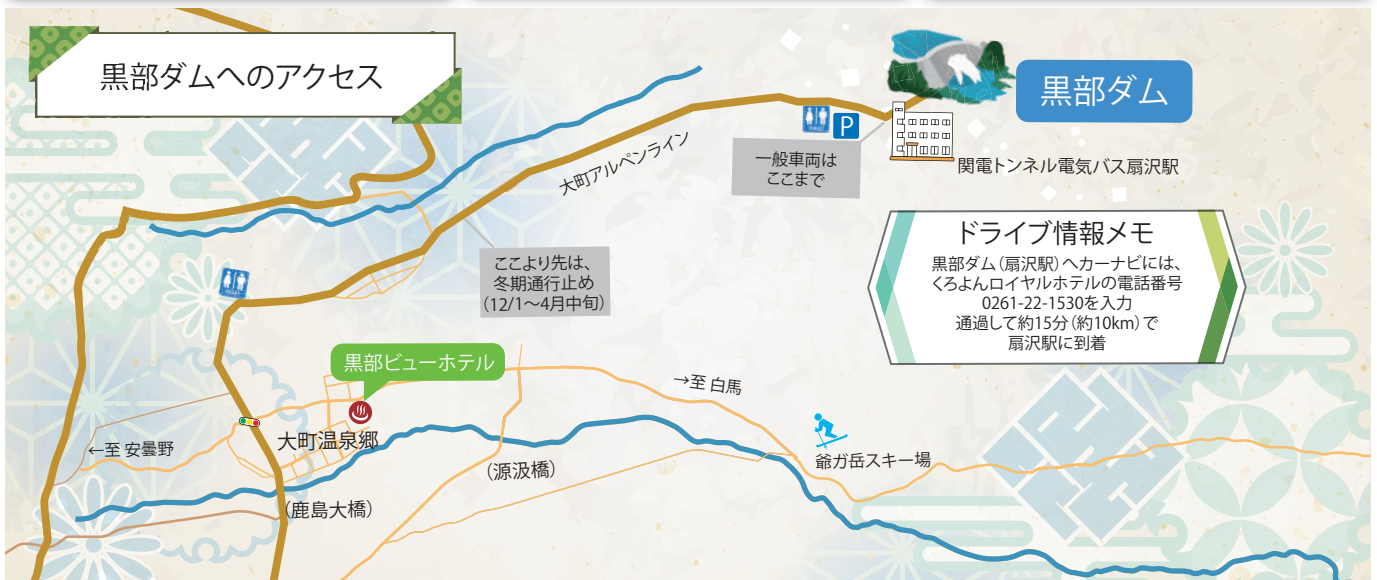 黒部ダムへのアクセス
黒部ダム
P
一般車両は
ここまで
関電トンネル電気バス扇沢駅
大町アルペンライン
ここより先は、
冬期通行止め
(12/1～4月中旬)
ドライブ情報メモ
黒部ダム(扇沢駅)へカーナビには、
くろよんロイヤルホテルの電話番号
0261-22-1530を入力
通過して約15分(約10km)で
扇沢駅に到着
黒部ビューホテル
→至 白馬
←至 安曇野
大町温泉郷
(源汲橋)
爺ガ岳スキー場
(鹿島大橋)